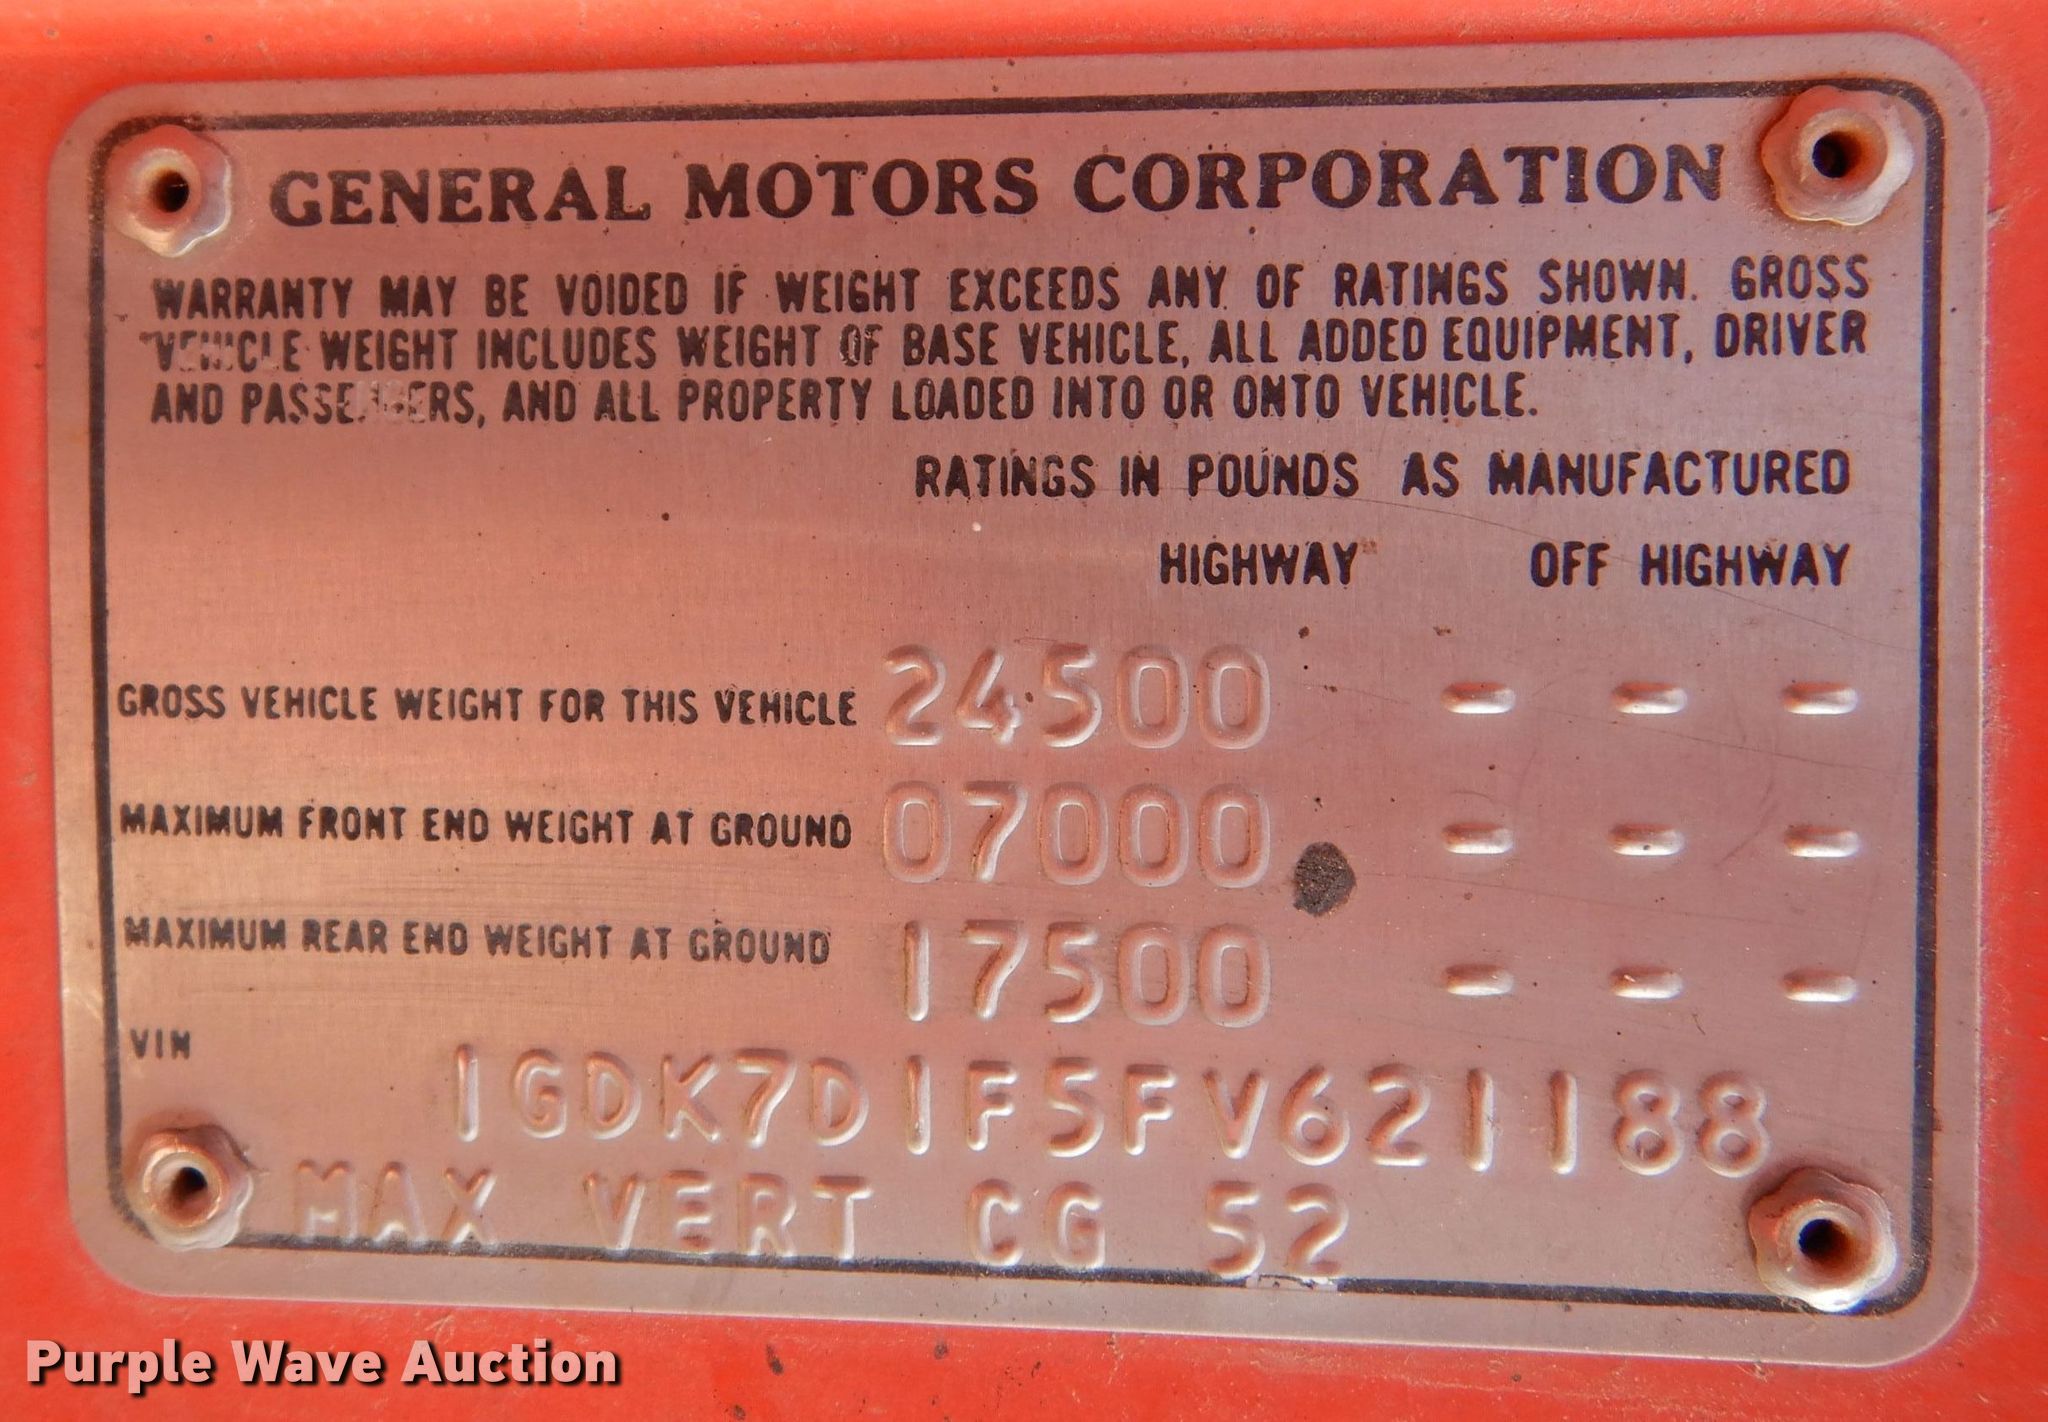 GENERAL MOTORS CORPORATION
WARRANTY MAY BE VOIDED IF WEIGHT EXCEEDS ANY OF RATINGS SHOWN. GROSS
VEHICLE WEIGHT INCLUDES WEIGHT OF BASE VEHICLE, ALL ADDED EQUIPMENT, DRIVER
AND PASSENGERS, AND ALL PROPERTY LOADED INTO OR ONTO VEHICLE.
RATINGS IN POUNDS AS MANUFACTURED
HIGHWAY OFF HIGHWAY
GROSS VEHICLE WEIGHT FOR THIS VEHICLE 24500 - - -
MAXIMUM FRONT END WEIGHT AT GROUND 07000 - - -
MAXIMUM REAR END WEIGHT AT GROUND 17500 - - -
VIN
1GDK7D1F5FV621188
MAX VERT CG 52
Purple Wave Auction